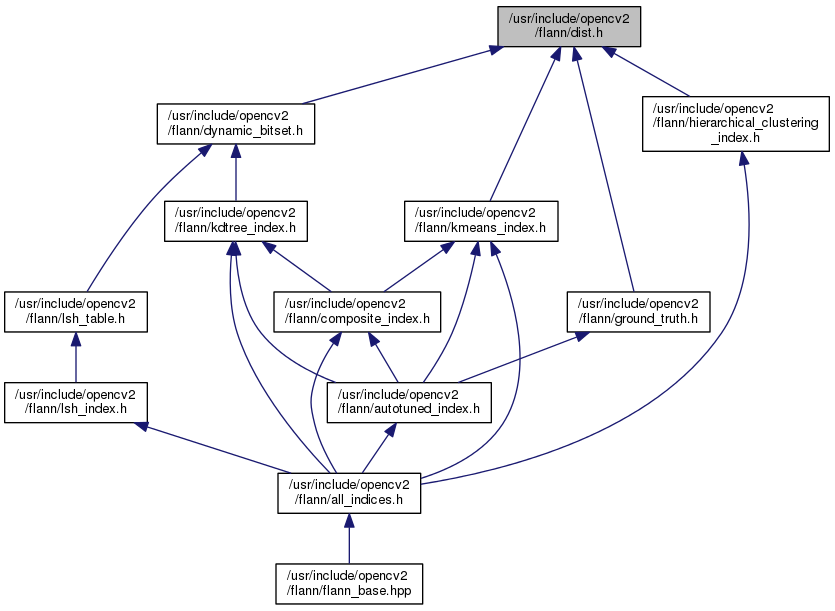 /usr/include/opencv2
/flann/dist.h
/usr/include/opencv2
/flann/dynamic_bitset.h
/usr/include/opencv2
/flann/hierarchical_clustering
_index.h
/usr/include/opencv2
/flann/kdtree_index.h
/usr/include/opencv2
/flann/kmeans_index.h
/usr/include/opencv2
/flann/lsh_table.h
/usr/include/opencv2
/flann/composite_index.h
/usr/include/opencv2
/flann/ground_truth.h
/usr/include/opencv2
/flann/lsh_index.h
/usr/include/opencv2
/flann/autotuned_index.h
/usr/include/opencv2
/flann/all_indices.h
/usr/include/opencv2
/flann/flann_base.hpp